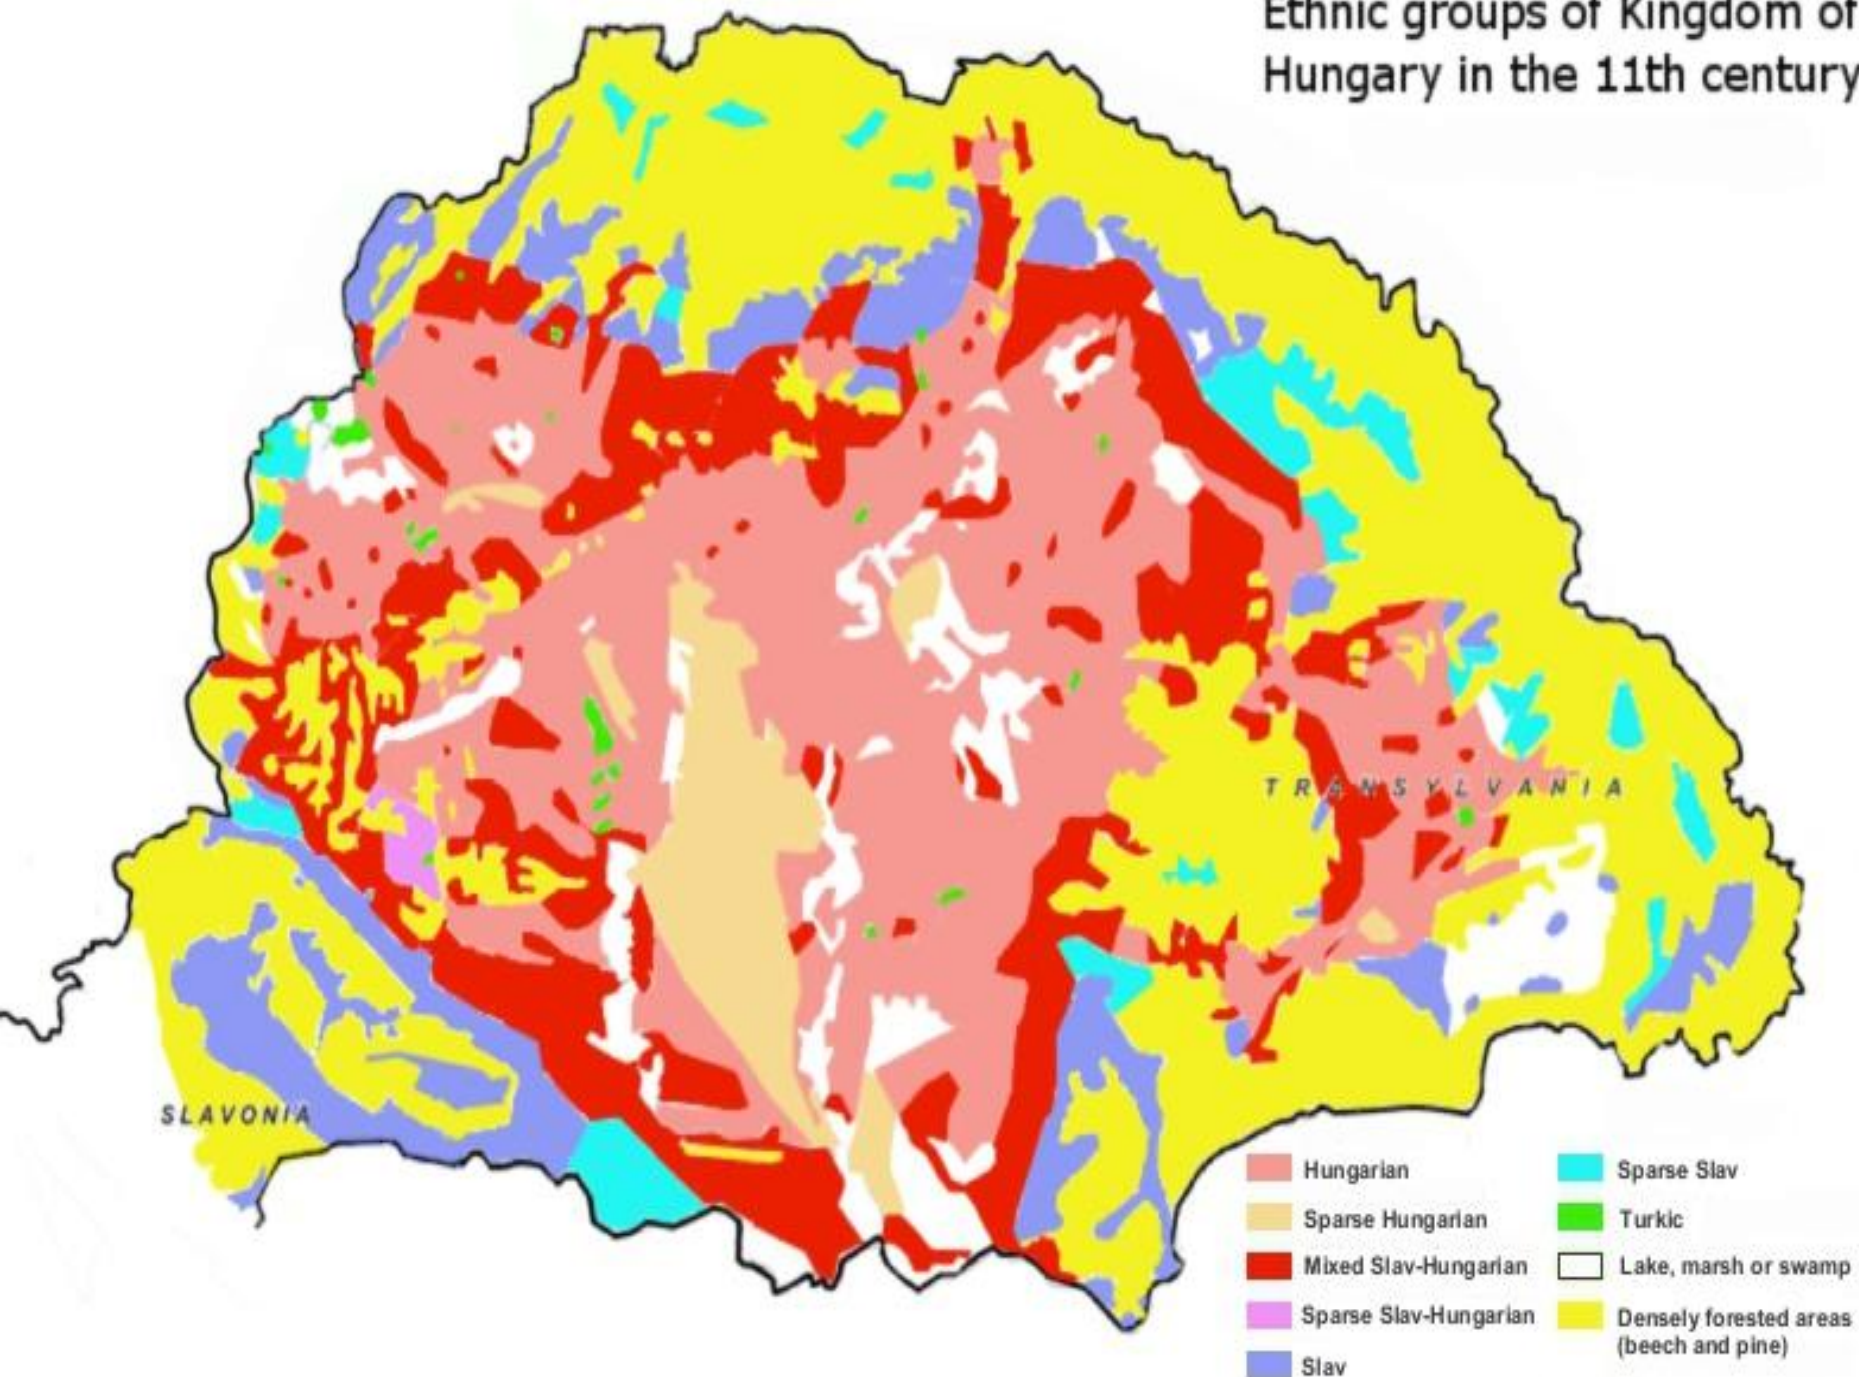 Ethnic groups of Kingdom of
Hungary in the 11th century
TRANSYLVANIA
SLAVONIA
Hungarian
Sparse Hungarian
Mixed Slav-Hungarian
Sparse Slav-Hungarian
Slav
Sparse Slav
Turkic
Lake, marsh or swamp
Densely forested areas
(beech and pine)